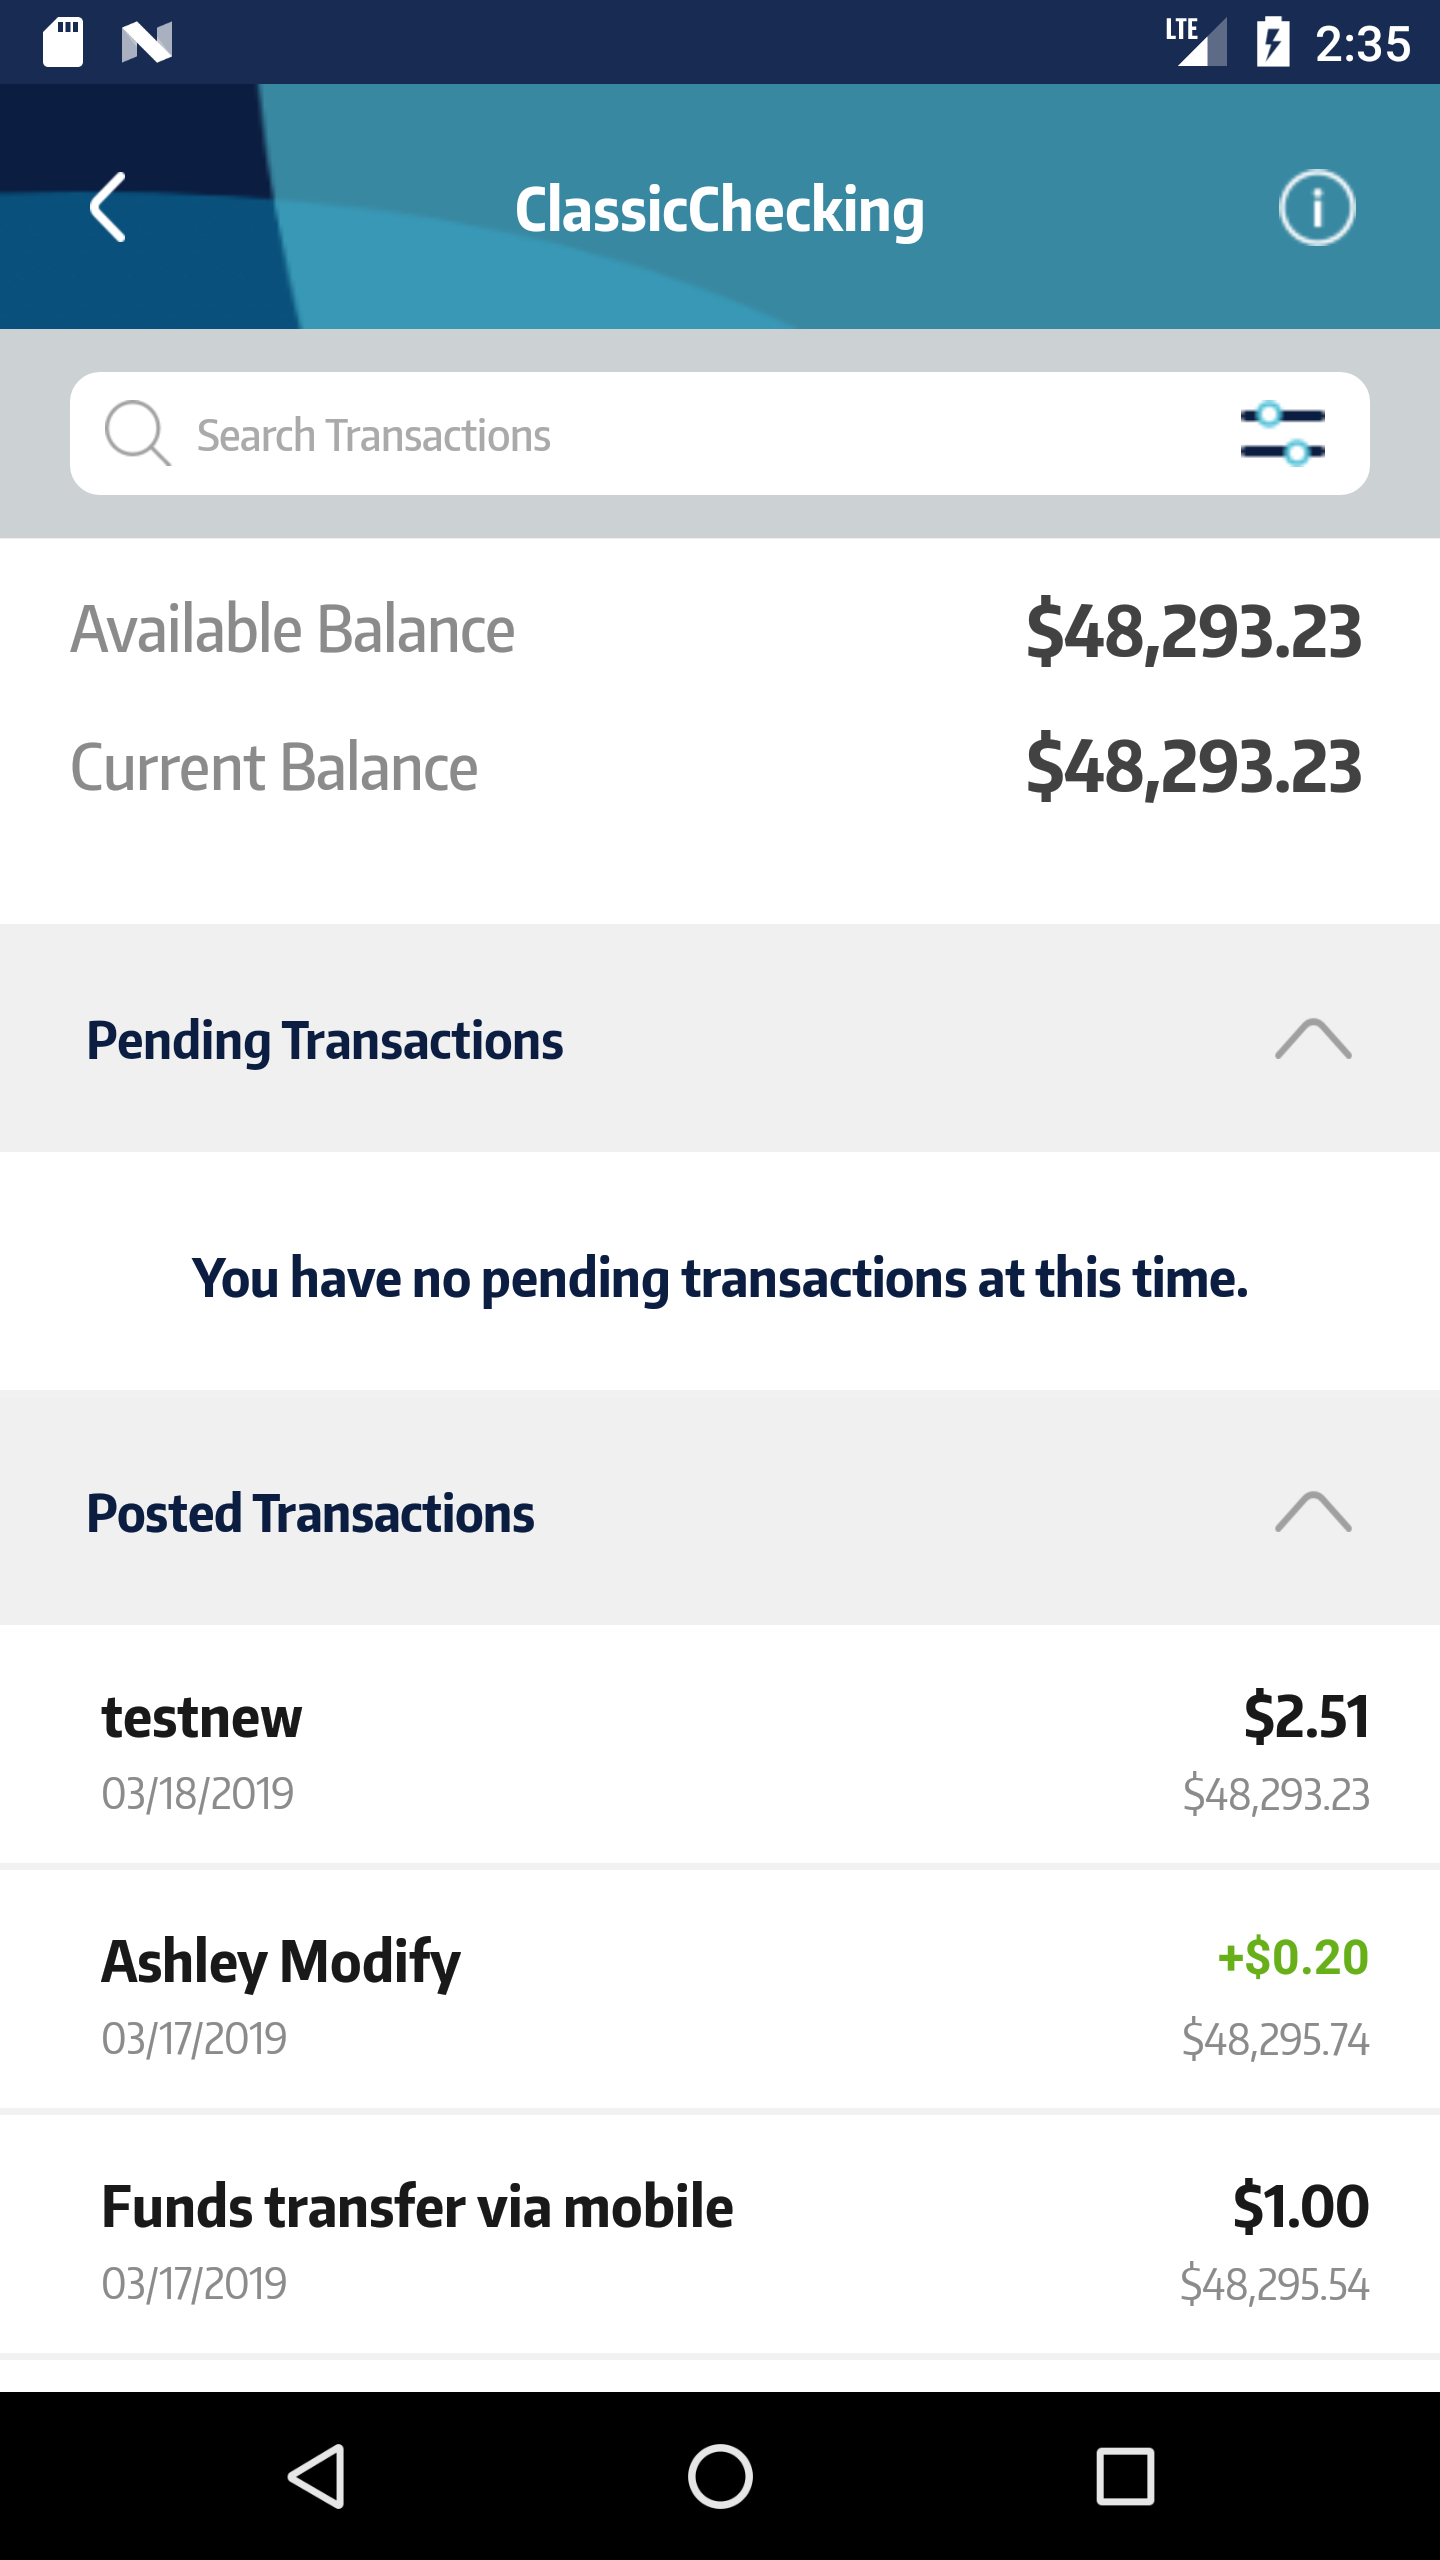 LTE 2:35
ClassicChecking
Search Transactions
Available Balance $48,293.23
Current Balance $48,293.23
Pending Transactions
You have no pending transactions at this time.
Posted Transactions
testnew $2.51
03/18/2019 $48,293.23
Ashley Modify +$0.20
03/17/2019 $48,295.74
Funds transfer via mobile $1.00
03/17/2019 $48,295.54